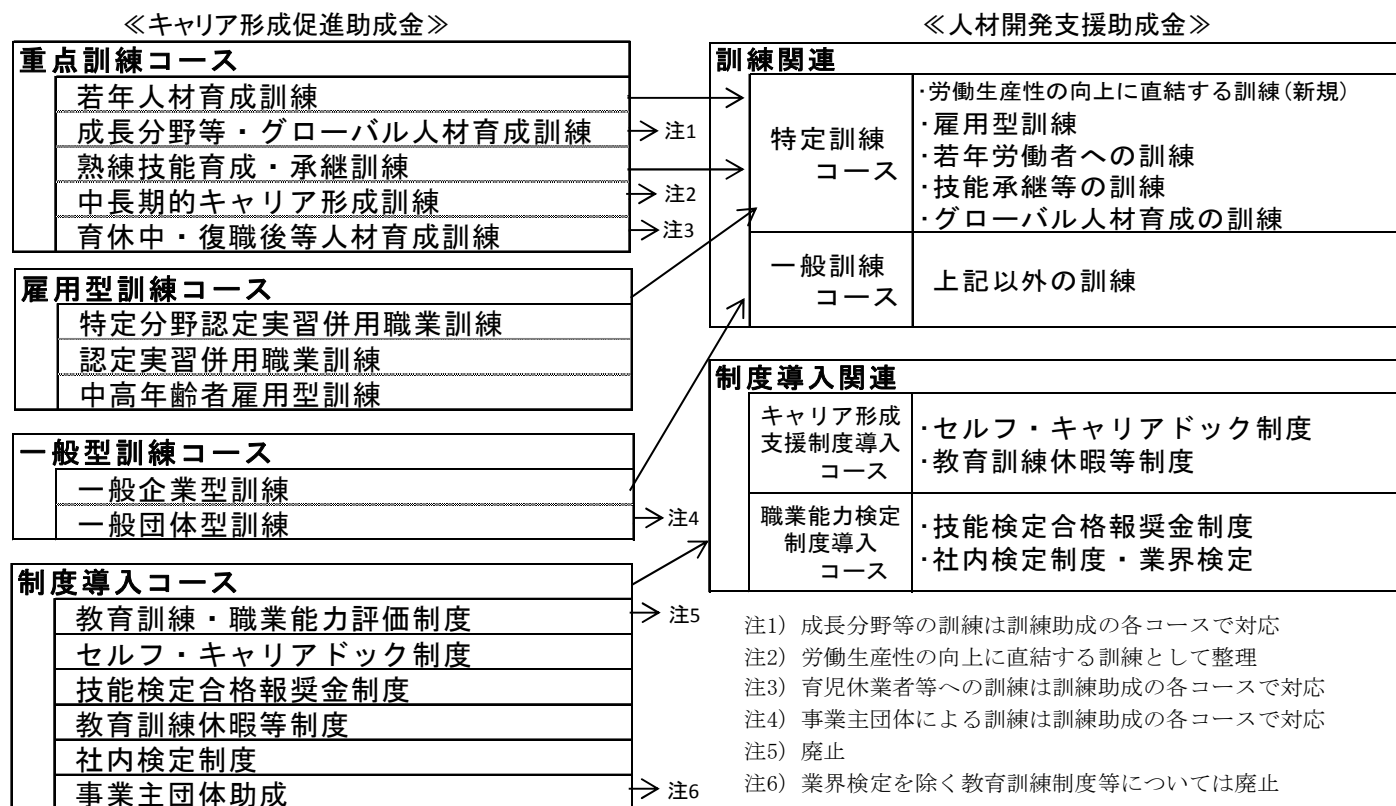 ≪キャリア形成促進助成金≫
重点訓練コース
若年人材育成訓練
成長分野等・グローバル人材育成訓練
注1
熟練技能育成・承継訓練
中長期的キャリア形成訓練
注2
育休中・復職後等人材育成訓練
注3
雇用型訓練コース
特定分野認定実習併用職業訓練
認定実習併用職業訓練
中高年齢者雇用型訓練
一般型訓練コース
一般企業型訓練
一般団体型訓練
注4
制度導入コース
教育訓練・職業能力評価制度
注5
セルフ・キャリアドック制度
技能検定合格報奨金制度
教育訓練休暇等制度
社内検定制度
事業主団体助成
注6
≪人材開発支援助成金≫
訓練関連
特定訓練
コース
・労働生産性の向上に直結する訓練(新規)
・雇用型訓練
・若年労働者への訓練
・技能承継等の訓練
・グローバル人材育成の訓練
一般訓練
コース
上記以外の訓練
制度導入関連
キャリア形成
支援制度導入
コース
・セルフ・キャリアドック制度
・教育訓練休暇等制度
職業能力検定
制度導入
コース
・技能検定合格報奨金制度
・社内検定制度・業界検定
注1) 成長分野等の訓練は訓練助成の各コースで対応
注2) 労働生産性の向上に直結する訓練として整理
注3) 育児休業者等への訓練は訓練助成の各コースで対応
注4) 事業主団体による訓練は訓練助成の各コースで対応
注5) 廃止
注6) 業界検定を除く教育訓練制度等については廃止